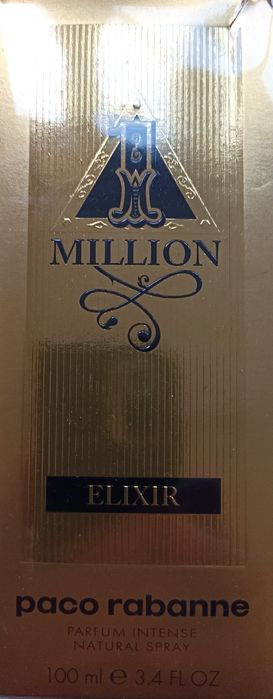 1
MILLION
ELIXIR
paco rabanne
PARFUM INTENSE
NATURAL SPRAY
100 ml ℮ 3.4 FL OZ